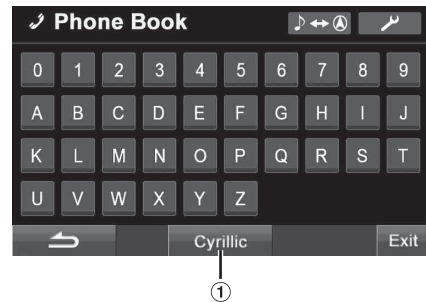 Phone Book
0 1 2 3 4 5 6 7 8 9
A B C D E F G H I J
K L M N O P Q R S T
U V W X Y Z
Cyrillic Exit
1